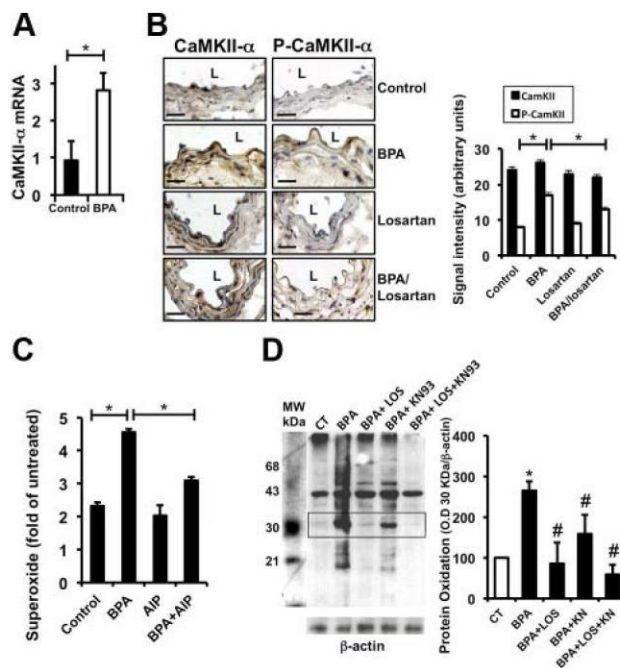 A
*
CaMKII-α mRNA
3
2
1
0
Control BPA
B
CaMKII-α P-CaMKII-α
L L Control
L L BPA
L L Losartan
L L BPA/
Losartan
CamKII
P-CamKII
Signal intensity (arbitrary units)
* *
30
20
10
0
Control
BPA
Losartan
BPA/losartan
C
Superoxide (fold of untreated)
* *
5
4
3
2
1
0
Control
BPA
AIP
BPA+AIP
D
MW
kDa
CT
BPA
BPA+ LOS
BPA+ KN93
BPA+ LOS+KN93
68
43
30
21
β-actin
Protein Oxidation (O.D 30 KDa/β-actin)
400
300
200
100
0
*
#
#
#
CT
BPA
BPA+LOS
BPA+KN
BPA+LOS+KN